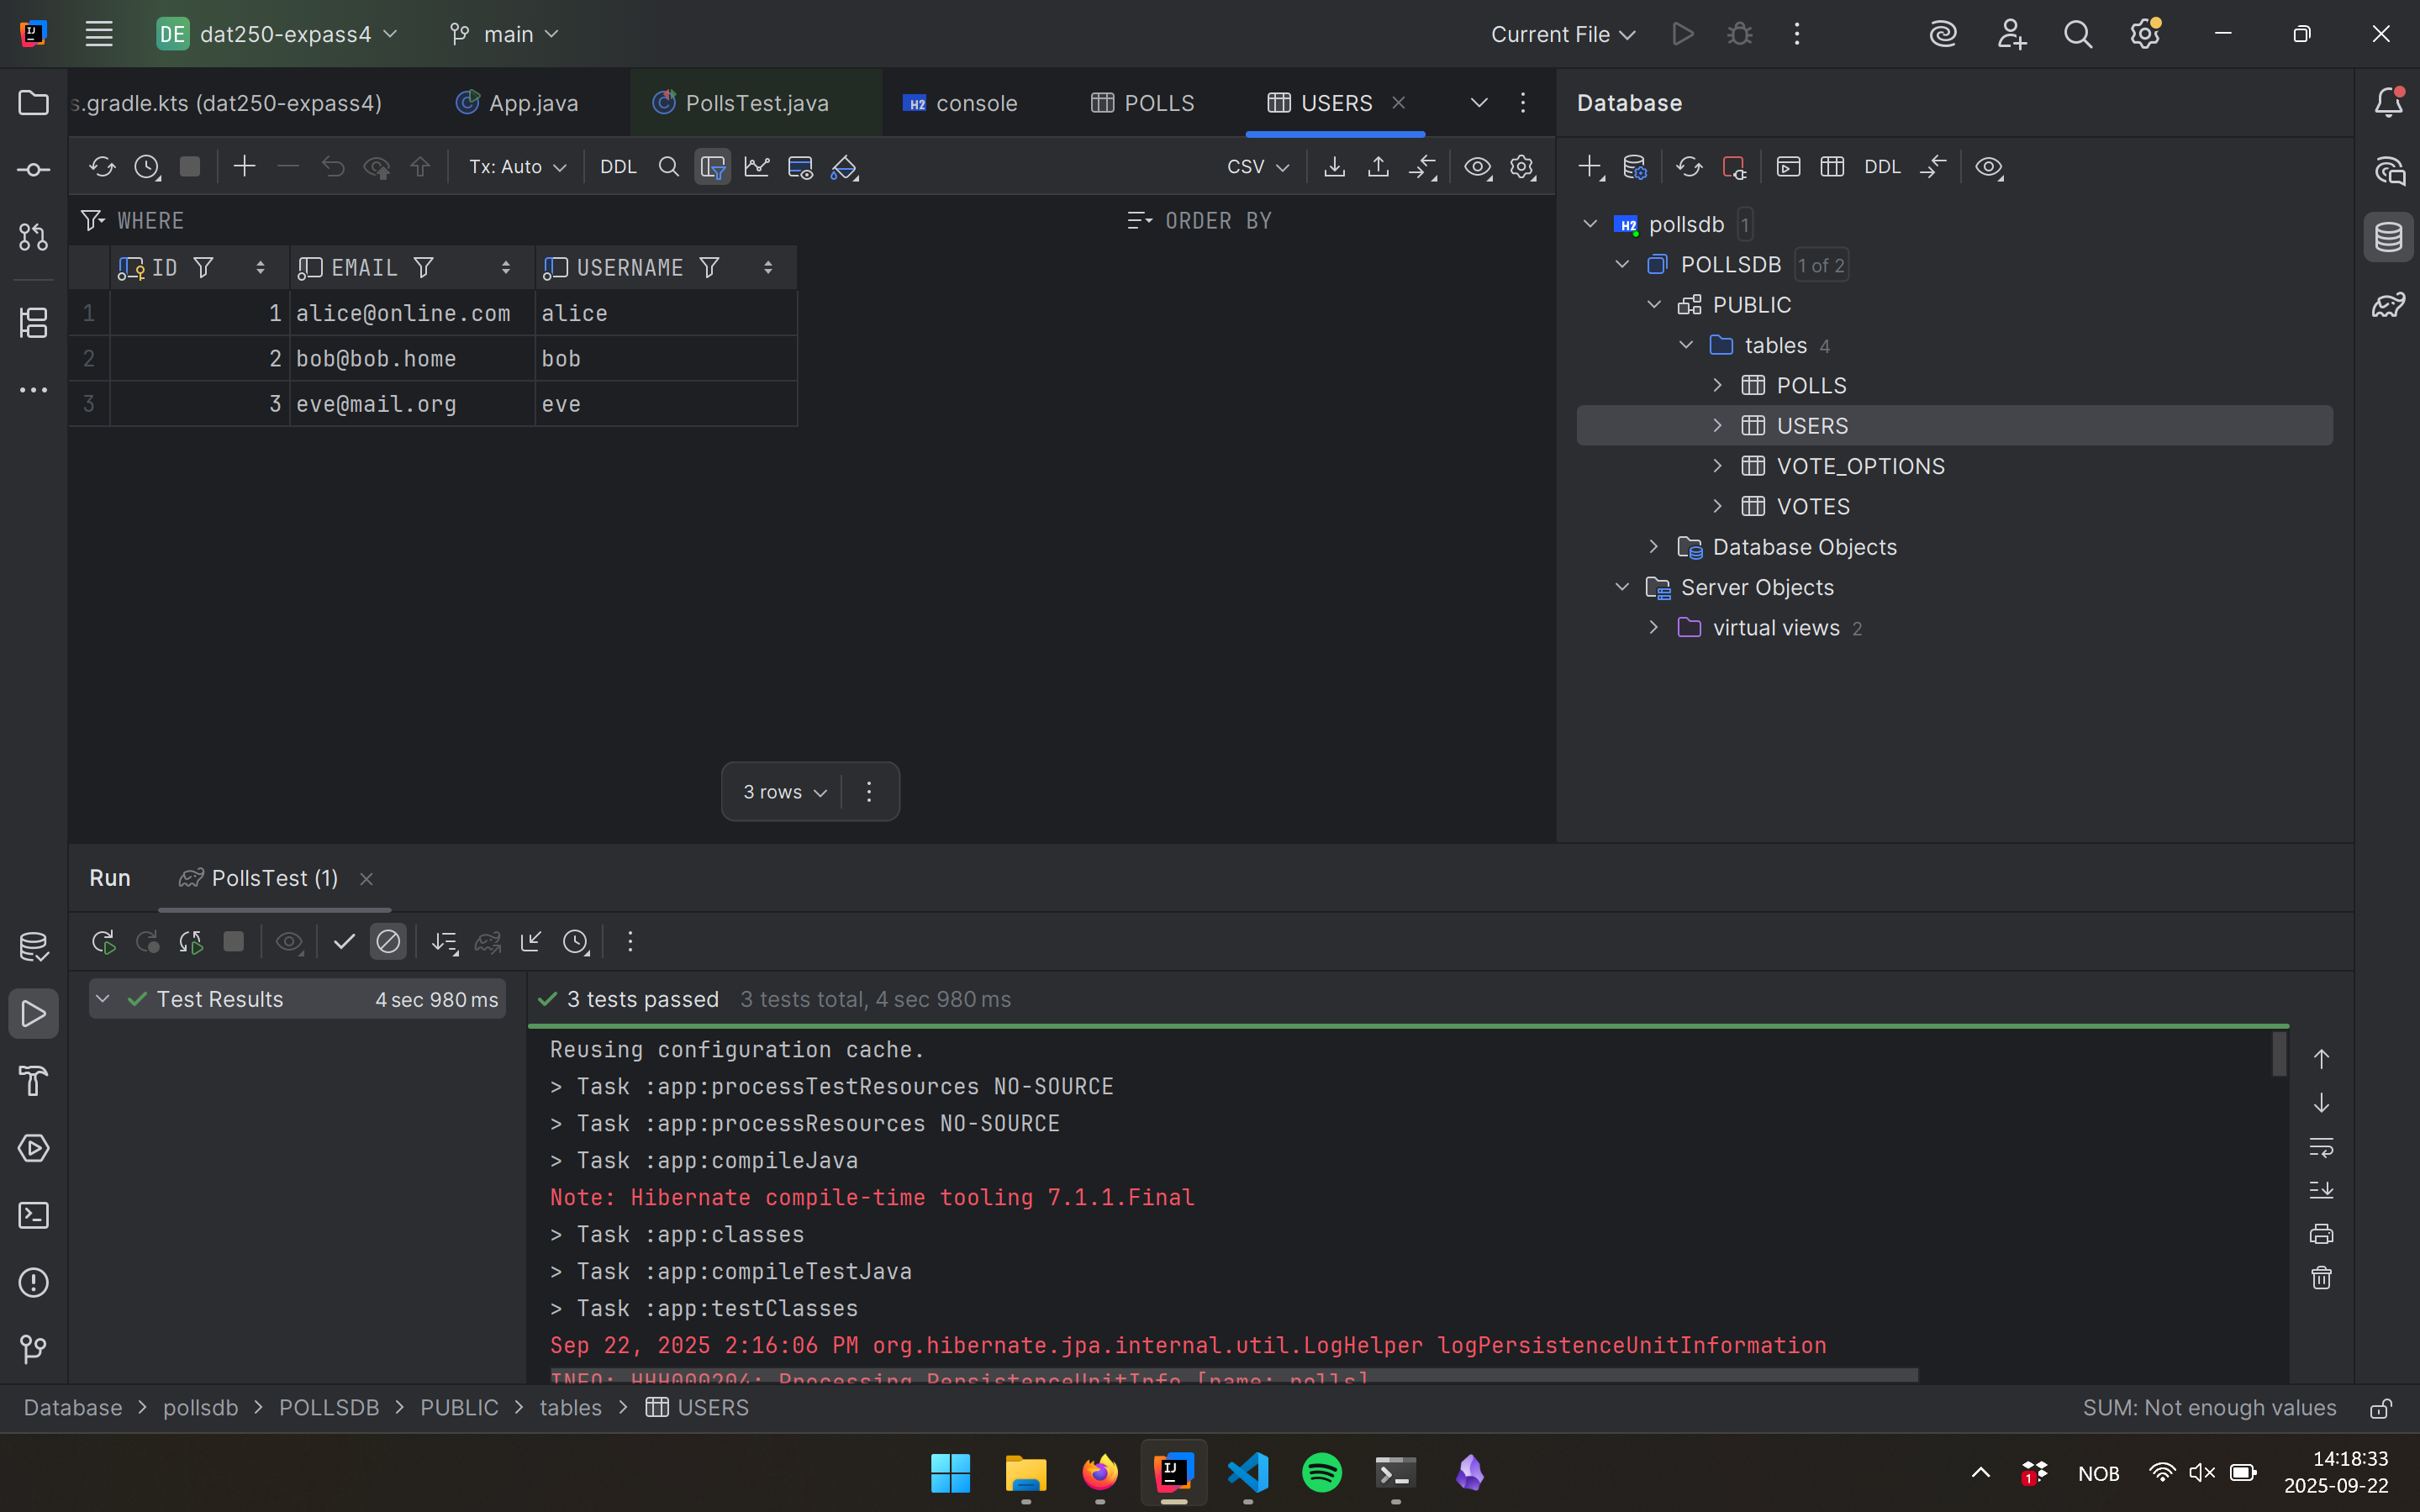 DE dat250-expass4 main Current File
s.gradle.kts (dat250-expass4) App.java PollsTest.java console POLLS USERS
Database
Tx: Auto DDL CSV
DDL
WHERE ORDER BY
ID EMAIL USERNAME
1 1 alice@online.com alice
2 2 bob@bob.home bob
3 3 eve@mail.org eve
3 rows
pollsdb 1
POLLSDB 1 of 2
PUBLIC
tables 4
POLLS
USERS
VOTE_OPTIONS
VOTES
Database Objects
Server Objects
virtual views 2
Run PollsTest (1)
Test Results 4 sec 980 ms
3 tests passed 3 tests total, 4 sec 980 ms
Reusing configuration cache.
> Task :app:processTestResources NO-SOURCE
> Task :app:processResources NO-SOURCE
> Task :app:compileJava
Note: Hibernate compile-time tooling 7.1.1.Final
> Task :app:classes
> Task :app:compileTestJava
> Task :app:testClasses
Sep 22, 2025 2:16:06 PM org.hibernate.jpa.internal.util.LogHelper logPersistenceUnitInformation
INFO: HHH000204: Processing PersistenceUnitInfo [name: polls]
Database > pollsdb > POLLSDB > PUBLIC > tables > USERS
SUM: Not enough values
NOB
14:18:33
2025-09-22